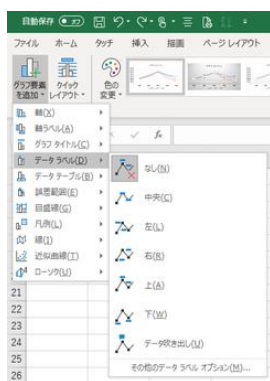 自動保存
ファイル ホーム タッチ 挿入 描画 ページ レイアウト
グラフ要素を追加 クイックレイアウト 色の変更
fx
軸(X)
軸ラベル(A)
グラフ タイトル(C)
データ ラベル(D)
データ テーブル(B)
誤差範囲(E)
目盛線(G)
凡例(L)
線(I)
近似曲線(T)
ローソク(U)
なし(N)
中央(C)
左(L)
右(R)
上(A)
下(W)
データ吹き出し(U)
その他のデータ ラベル オプション(M)...
21
22
23
24
25
26